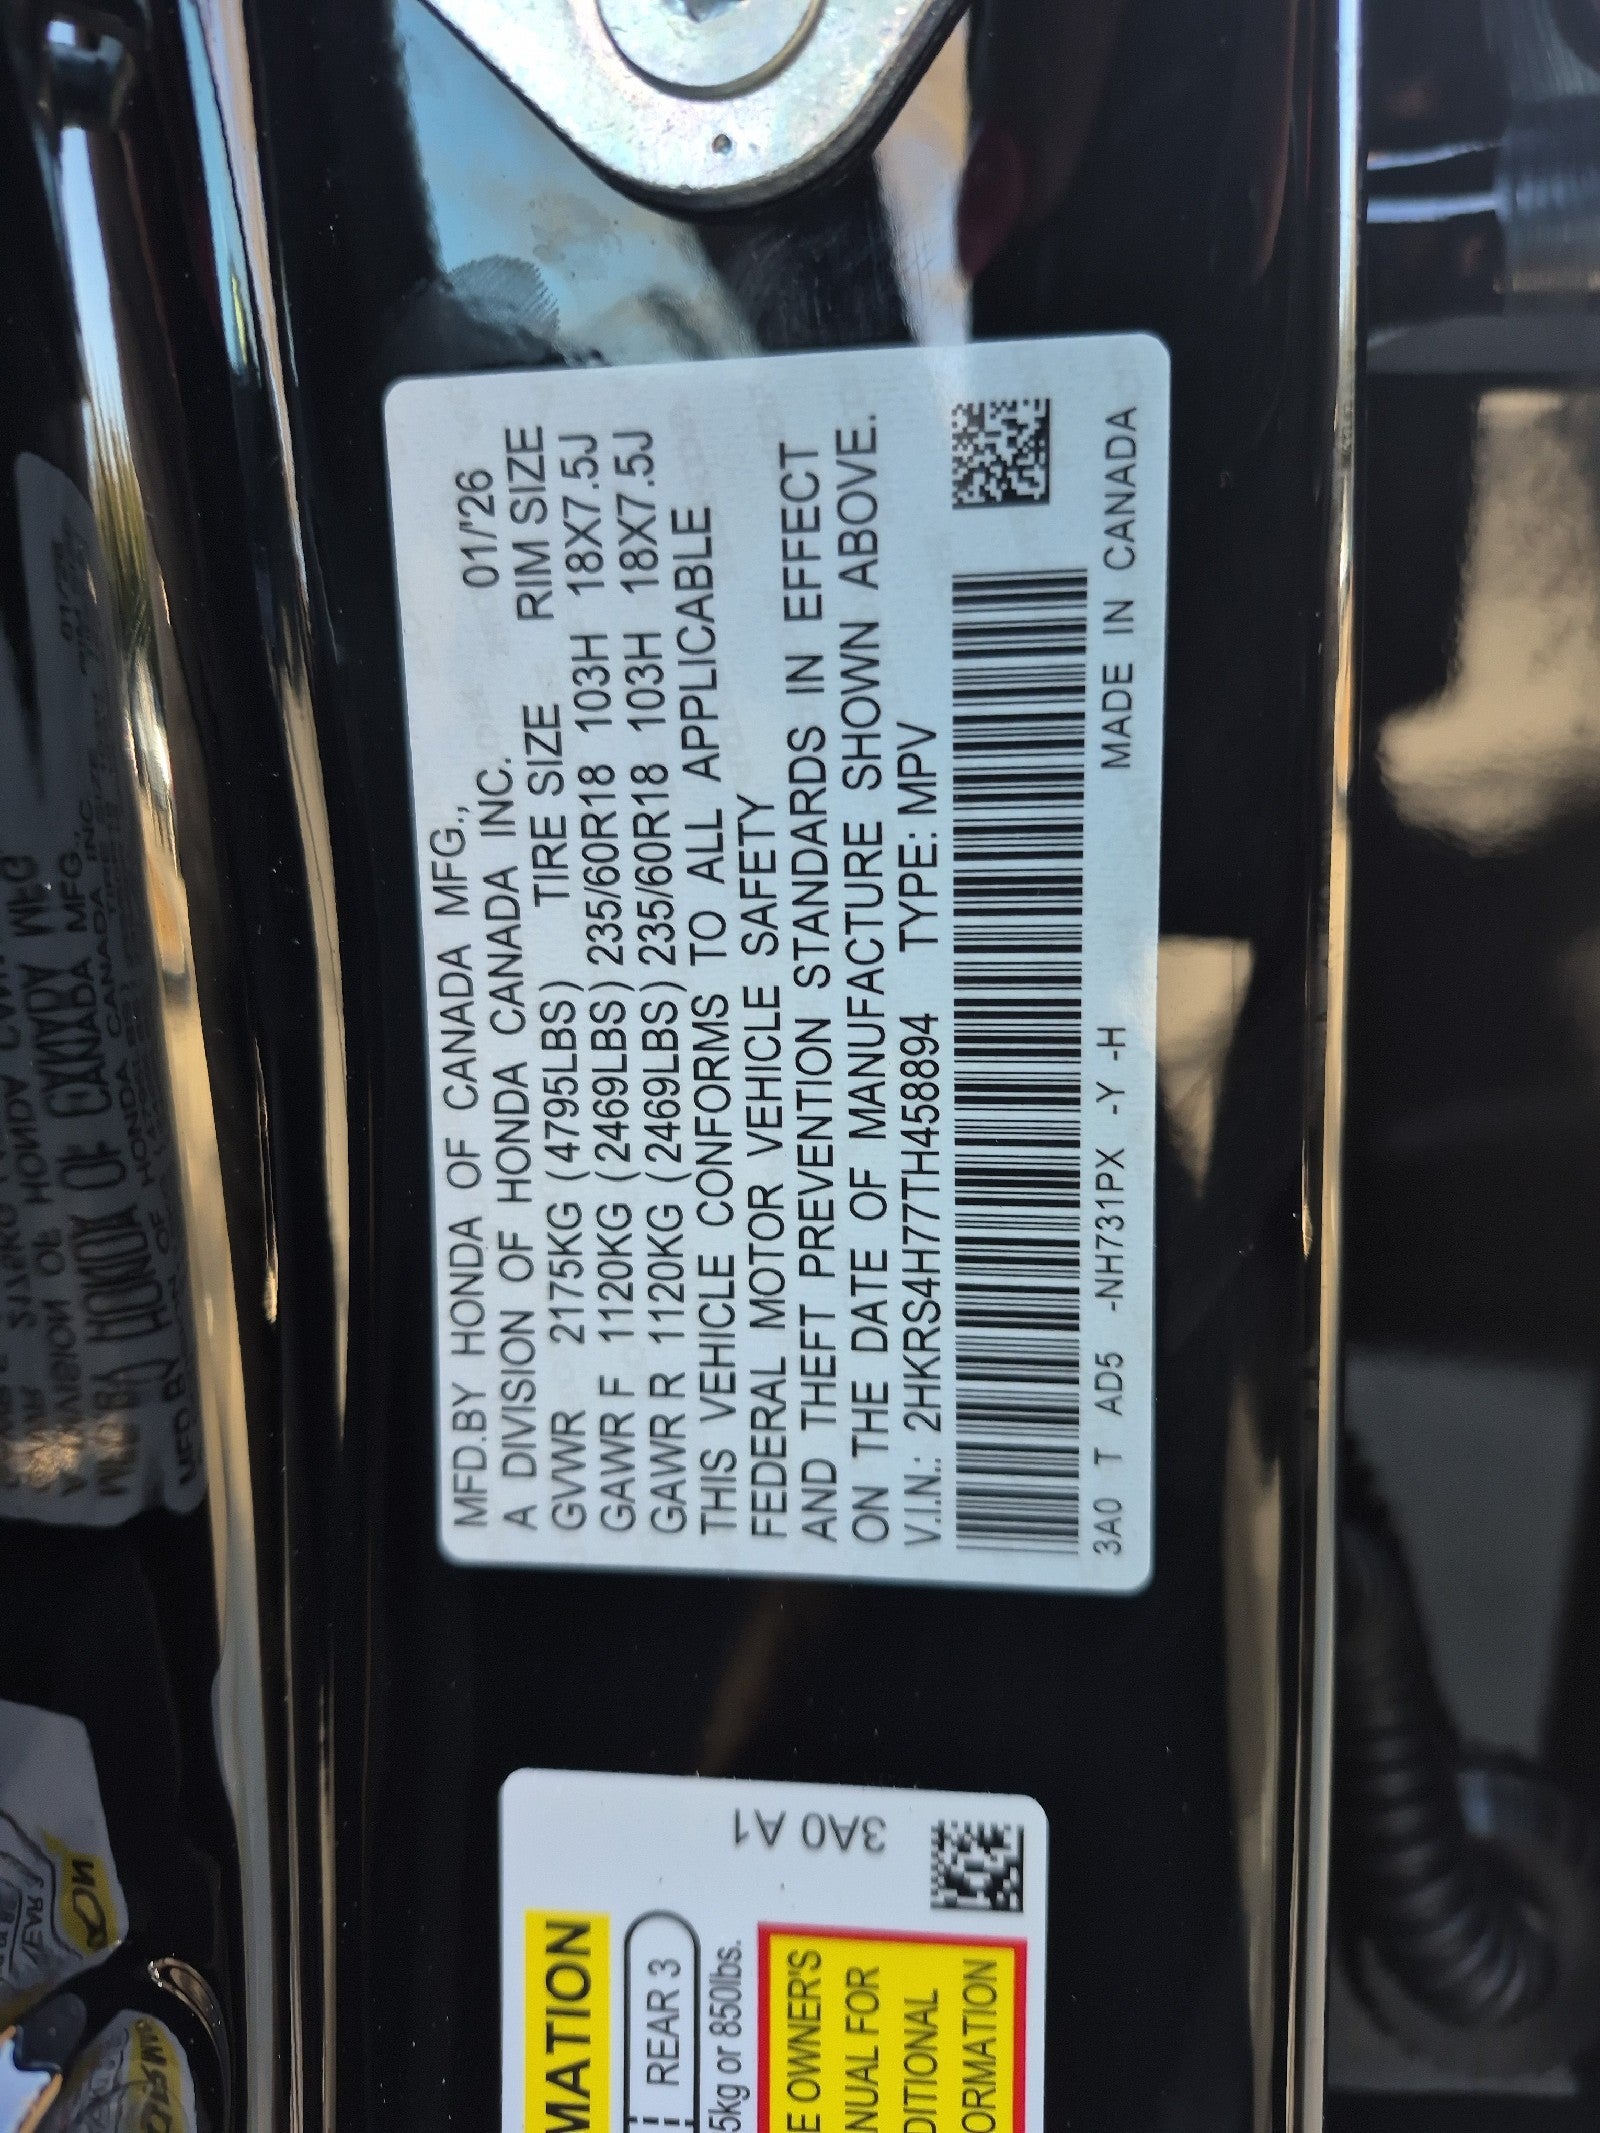 MFD.BY HONDA OF CANADA MFG., 01/'26
A DIVISION OF HONDA CANADA INC.
TIRE SIZE RIM SIZE
GVWR 2175KG (4795LBS)
GAWR F 1120KG (2469LBS) 235/60R18 103H 18X7.5J
GAWR R 1120KG (2469LBS) 235/60R18 103H 18X7.5J
THIS VEHICLE CONFORMS TO ALL APPLICABLE
FEDERAL MOTOR VEHICLE SAFETY
AND THEFT PREVENTION STANDARDS IN EFFECT
ON THE DATE OF MANUFACTURE SHOWN ABOVE.
V.I.N.: 2HKRS4H77TH458894 TYPE: MPV
3A0 T AD5 -NH731PX -Y -H MADE IN CANADA
MATION
REAR 3
5kg or 850lbs.
E OWNER'S
NUAL FOR
DITIONAL
ORMATION
3A0 A1